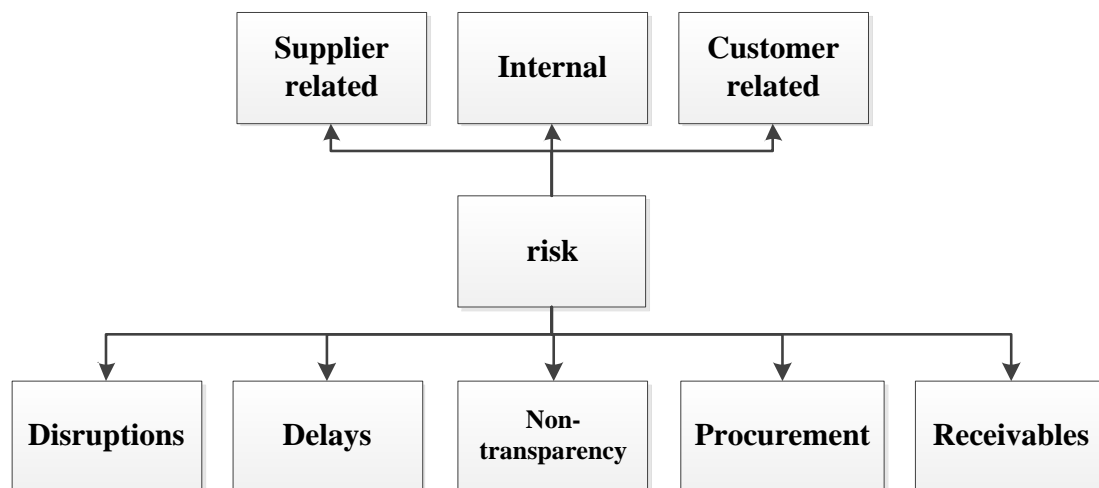 Supplier
related
Internal
Customer
related
risk
Disruptions
Delays
Non-
transparency
Procurement
Receivables